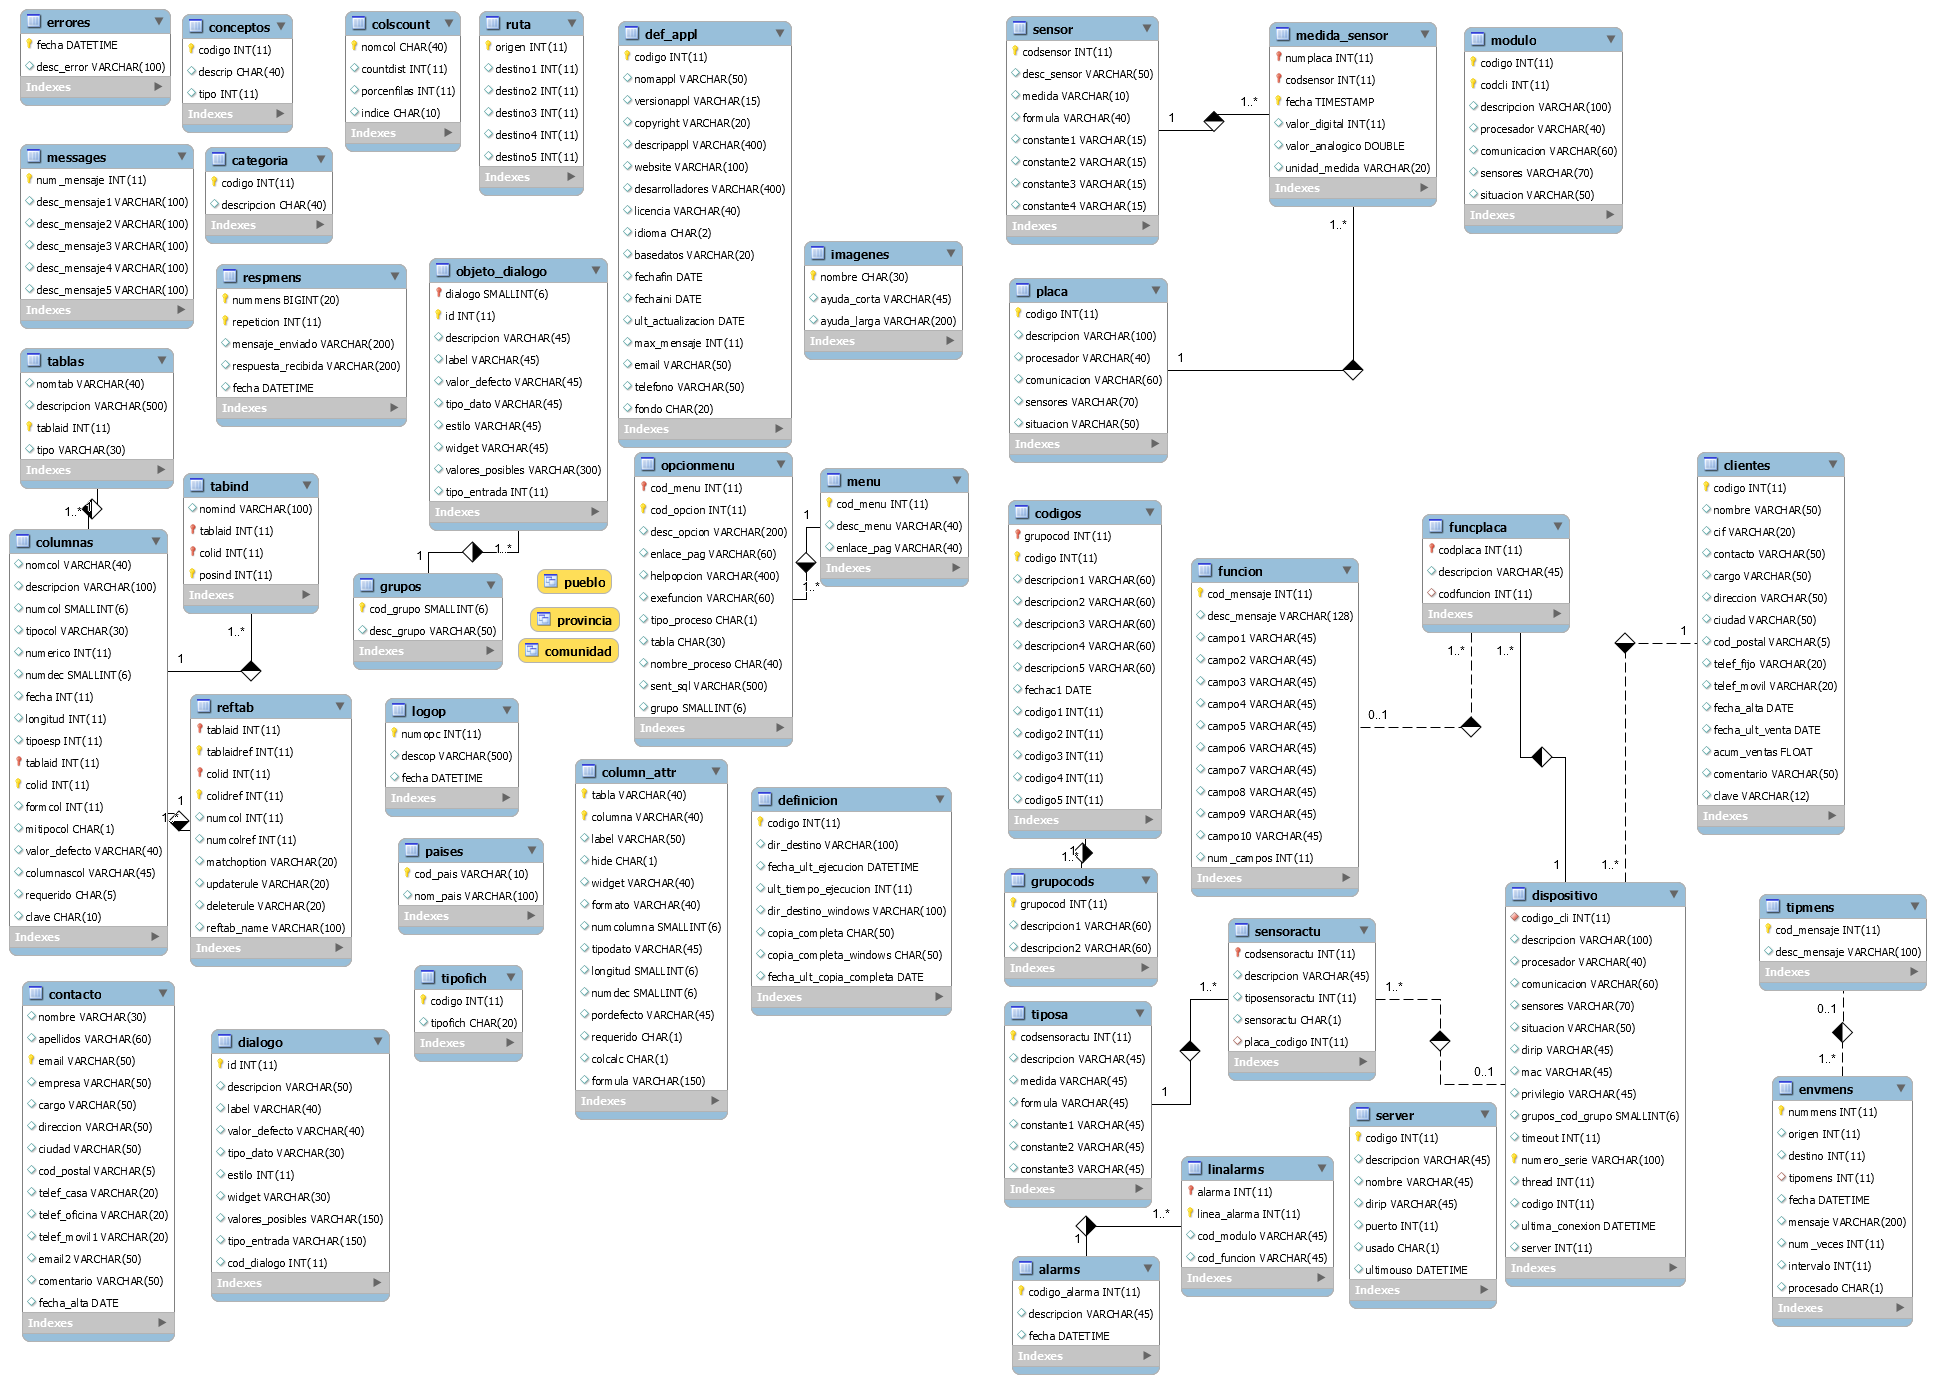 errores
fecha DATETIME
desc_error VARCHAR(100)
Indexes
conceptos
codigo INT(11)
descrip CHAR(40)
tipo INT(11)
Indexes
colscount
nomcol CHAR(40)
countdist INT(11)
porcenfilas INT(11)
indice CHAR(10)
Indexes
ruta
origen INT(11)
destino1 INT(11)
destino2 INT(11)
destino3 INT(11)
destino4 INT(11)
destino5 INT(11)
Indexes
def_appl
codigo INT(11)
nomappl VARCHAR(50)
versionappl VARCHAR(15)
copyright VARCHAR(20)
descripappl VARCHAR(400)
website VARCHAR(100)
desarrolladores VARCHAR(400)
licencia VARCHAR(40)
idioma CHAR(2)
basedatos VARCHAR(20)
fechafin DATE
fechaini DATE
ult_actualizacion DATE
max_mensaje INT(11)
email VARCHAR(50)
telefono VARCHAR(50)
fondo CHAR(20)
Indexes
messages
num_mensaje INT(11)
desc_mensaje1 VARCHAR(100)
desc_mensaje2 VARCHAR(100)
desc_mensaje3 VARCHAR(100)
desc_mensaje4 VARCHAR(100)
desc_mensaje5 VARCHAR(100)
Indexes
categoria
codigo INT(11)
descripcion CHAR(40)
Indexes
respmens
nummens BIGINT(20)
repeticion INT(11)
mensaje_enviado VARCHAR(200)
respuesta_recibida VARCHAR(200)
fecha DATETIME
Indexes
objeto_dialogo
dialogo SMALLINT(6)
id INT(11)
descripcion VARCHAR(45)
label VARCHAR(45)
valor_defecto VARCHAR(45)
tipo_dato VARCHAR(45)
estilo VARCHAR(45)
widget VARCHAR(45)
valores_posibles VARCHAR(300)
tipo_entrada INT(11)
Indexes
imagenes
nombre CHAR(30)
ayuda_corta VARCHAR(45)
ayuda_larga VARCHAR(200)
Indexes
tablas
nomtab VARCHAR(40)
descripcion VARCHAR(500)
tablaid INT(11)
tipo VARCHAR(30)
Indexes
1..*
tabind
nomind VARCHAR(100)
tablaid INT(11)
colid INT(11)
posind INT(11)
Indexes
1..*
1
columnas
nomcol VARCHAR(40)
descripcion VARCHAR(100)
numcol SMALLINT(6)
tipocol VARCHAR(30)
numerico INT(11)
numdec SMALLINT(6)
fecha INT(11)
longitud INT(11)
tipoesp INT(11)
tablaid INT(11)
colid INT(11)
formcol INT(11)
mitipocol CHAR(1)
valor_defecto VARCHAR(40)
columnascol VARCHAR(45)
requerido CHAR(5)
clave CHAR(10)
Indexes
1
1..*
reftab
tablaid INT(11)
tablaidref INT(11)
colid INT(11)
colidref INT(11)
numcol INT(11)
numcolref INT(11)
matchoption VARCHAR(20)
updaterule VARCHAR(20)
deleterule VARCHAR(20)
reftab_name VARCHAR(100)
Indexes
1
1..*
grupos
cod_grupo SMALLINT(6)
desc_grupo VARCHAR(50)
Indexes
pueblo
provincia
comunidad
opcionmenu
cod_menu INT(11)
cod_opcion INT(11)
desc_opcion VARCHAR(200)
enlace_pag VARCHAR(60)
helpopcion VARCHAR(400)
exefuncion VARCHAR(60)
tipo_proceso CHAR(1)
tabla CHAR(30)
nombre_proceso CHAR(40)
sent_sql VARCHAR(500)
grupo SMALLINT(6)
Indexes
1
1..*
menu
cod_menu INT(11)
desc_menu VARCHAR(40)
enlace_pag VARCHAR(40)
Indexes
logop
numopc INT(11)
descop VARCHAR(500)
fecha DATETIME
Indexes
paises
cod_pais VARCHAR(10)
nom_pais VARCHAR(100)
Indexes
tipofich
codigo INT(11)
tipofich CHAR(20)
Indexes
column_attr
tabla VARCHAR(40)
columna VARCHAR(40)
label VARCHAR(50)
hide CHAR(1)
widget VARCHAR(40)
formato VARCHAR(40)
numcolumna SMALLINT(6)
tipodato VARCHAR(45)
longitud SMALLINT(6)
numdec SMALLINT(6)
pordefecto VARCHAR(45)
requerido CHAR(1)
colcalc CHAR(1)
formula VARCHAR(150)
Indexes
definicion
codigo INT(11)
dir_destino VARCHAR(100)
fecha_ult_ejecucion DATETIME
ult_tiempo_ejecucion INT(11)
dir_destino_windows VARCHAR(100)
copia_completa CHAR(50)
copia_completa_windows CHAR(50)
fecha_ult_copia_completa DATE
Indexes
contacto
nombre VARCHAR(30)
apellidos VARCHAR(60)
email VARCHAR(50)
empresa VARCHAR(50)
cargo VARCHAR(50)
direccion VARCHAR(50)
ciudad VARCHAR(50)
cod_postal VARCHAR(5)
telef_casa VARCHAR(20)
telef_oficina VARCHAR(20)
telef_movil1 VARCHAR(20)
email2 VARCHAR(50)
comentario VARCHAR(50)
fecha_alta DATE
Indexes
dialogo
id INT(11)
descripcion VARCHAR(50)
label VARCHAR(40)
valor_defecto VARCHAR(40)
tipo_dato VARCHAR(30)
estilo INT(11)
widget VARCHAR(30)
valores_posibles VARCHAR(150)
tipo_entrada VARCHAR(150)
cod_dialogo INT(11)
Indexes
sensor
codsensor INT(11)
desc_sensor VARCHAR(50)
medida VARCHAR(10)
formula VARCHAR(40)
constante1 VARCHAR(15)
constante2 VARCHAR(15)
constante3 VARCHAR(15)
constante4 VARCHAR(15)
Indexes
1
1..*
medida_sensor
numplaca INT(11)
codsensor INT(11)
fecha TIMESTAMP
valor_digital INT(11)
valor_analogico DOUBLE
unidad_medida VARCHAR(20)
Indexes
1..*
modulo
codigo INT(11)
codcli INT(11)
descripcion VARCHAR(100)
procesador VARCHAR(40)
comunicacion VARCHAR(60)
sensores VARCHAR(70)
situacion VARCHAR(50)
Indexes
placa
codigo INT(11)
descripcion VARCHAR(100)
procesador VARCHAR(40)
comunicacion VARCHAR(60)
sensores VARCHAR(70)
situacion VARCHAR(50)
Indexes
1
codigos
grupocod INT(11)
codigo INT(11)
descripcion1 VARCHAR(60)
descripcion2 VARCHAR(60)
descripcion3 VARCHAR(60)
descripcion4 VARCHAR(60)
descripcion5 VARCHAR(60)
fechac1 DATE
codigo1 INT(11)
codigo2 INT(11)
codigo3 INT(11)
codigo4 INT(11)
codigo5 INT(11)
Indexes
1
1..*
grupocods
grupocod INT(11)
descripcion1 VARCHAR(60)
descripcion2 VARCHAR(60)
Indexes
funcion
cod_mensaje INT(11)
desc_mensaje VARCHAR(128)
campo1 VARCHAR(45)
campo2 VARCHAR(45)
campo3 VARCHAR(45)
campo4 VARCHAR(45)
campo5 VARCHAR(45)
campo6 VARCHAR(45)
campo7 VARCHAR(45)
campo8 VARCHAR(45)
campo9 VARCHAR(45)
campo10 VARCHAR(45)
num_campos INT(11)
Indexes
0..1
funcplaca
codplaca INT(11)
descripcion VARCHAR(45)
codfuncion INT(11)
Indexes
1..*
1..*
1
clientes
codigo INT(11)
nombre VARCHAR(50)
cif VARCHAR(20)
contacto VARCHAR(50)
cargo VARCHAR(50)
direccion VARCHAR(50)
ciudad VARCHAR(50)
cod_postal VARCHAR(5)
telef_fijo VARCHAR(20)
telef_movil VARCHAR(20)
fecha_alta DATE
fecha_ult_venta DATE
acum_ventas FLOAT
comentario VARCHAR(50)
clave VARCHAR(12)
Indexes
1
1..*
dispositivo
codigo_cli INT(11)
descripcion VARCHAR(100)
procesador VARCHAR(40)
comunicacion VARCHAR(60)
sensores VARCHAR(70)
situacion VARCHAR(50)
dirip VARCHAR(45)
mac VARCHAR(45)
privilegio VARCHAR(45)
grupos_cod_grupo SMALLINT(6)
timeout INT(11)
numero_serie VARCHAR(100)
thread INT(11)
codigo INT(11)
ultima_conexion DATETIME
server INT(11)
Indexes
sensoractu
codsensoractu INT(11)
descripcion VARCHAR(45)
tiposensoractu INT(11)
sensoractu CHAR(1)
placa_codigo INT(11)
Indexes
1..*
1..*
0..1
tiposa
codsensoractu INT(11)
descripcion VARCHAR(45)
medida VARCHAR(45)
formula VARCHAR(45)
constante1 VARCHAR(45)
constante2 VARCHAR(45)
constante3 VARCHAR(45)
Indexes
1
linalarms
alarma INT(11)
linea_alarma INT(11)
cod_modulo VARCHAR(45)
cod_funcion VARCHAR(45)
Indexes
1..*
1
alarms
codigo_alarma INT(11)
descripcion VARCHAR(45)
fecha DATETIME
Indexes
server
codigo INT(11)
descripcion VARCHAR(45)
nombre VARCHAR(45)
dirip VARCHAR(45)
puerto INT(11)
usado CHAR(1)
ultimouso DATETIME
Indexes
tipmens
cod_mensaje INT(11)
desc_mensaje VARCHAR(100)
Indexes
0..1
1..*
envmens
nummens INT(11)
origen INT(11)
destino INT(11)
tipomens INT(11)
fecha DATETIME
mensaje VARCHAR(200)
num_veces INT(11)
intervalo INT(11)
procesado CHAR(1)
Indexes